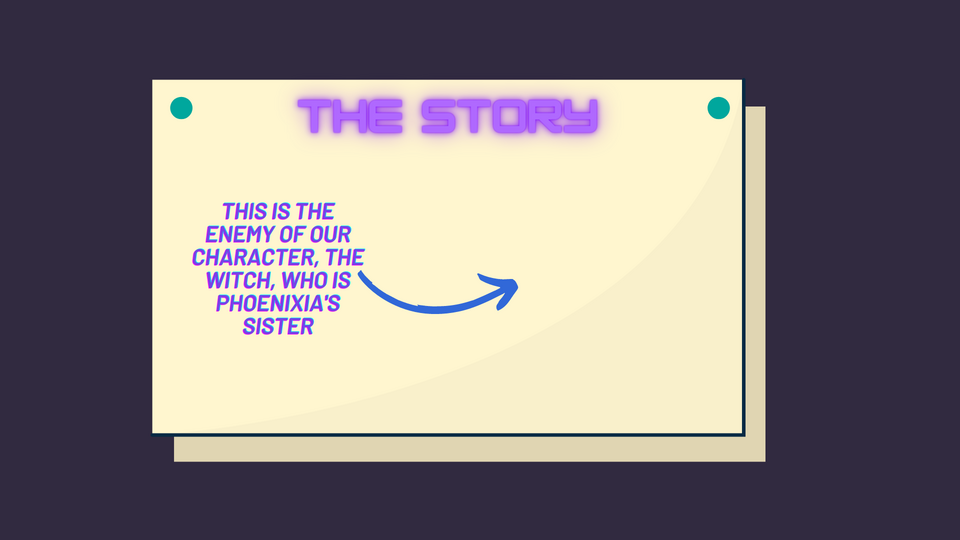 THE STORY
THIS IS THE
ENEMY OF OUR
CHARACTER, THE
WITCH, WHO IS
PHOENIXIA'S
SISTER